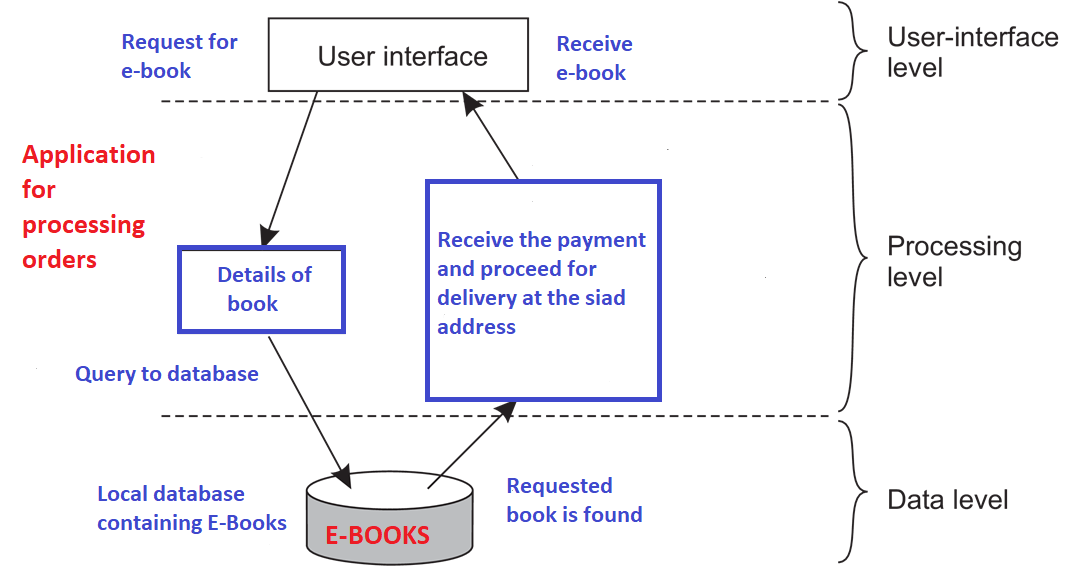 Request for
e-book
User interface
Receive
e-book
User-interface
level
Application
for
processing
orders
Details of
book
Receive the payment
and proceed for
delivery at the siad
address
Processing
level
Query to database
Local database
containing E-Books
E-BOOKS
Requested
book is found
Data level